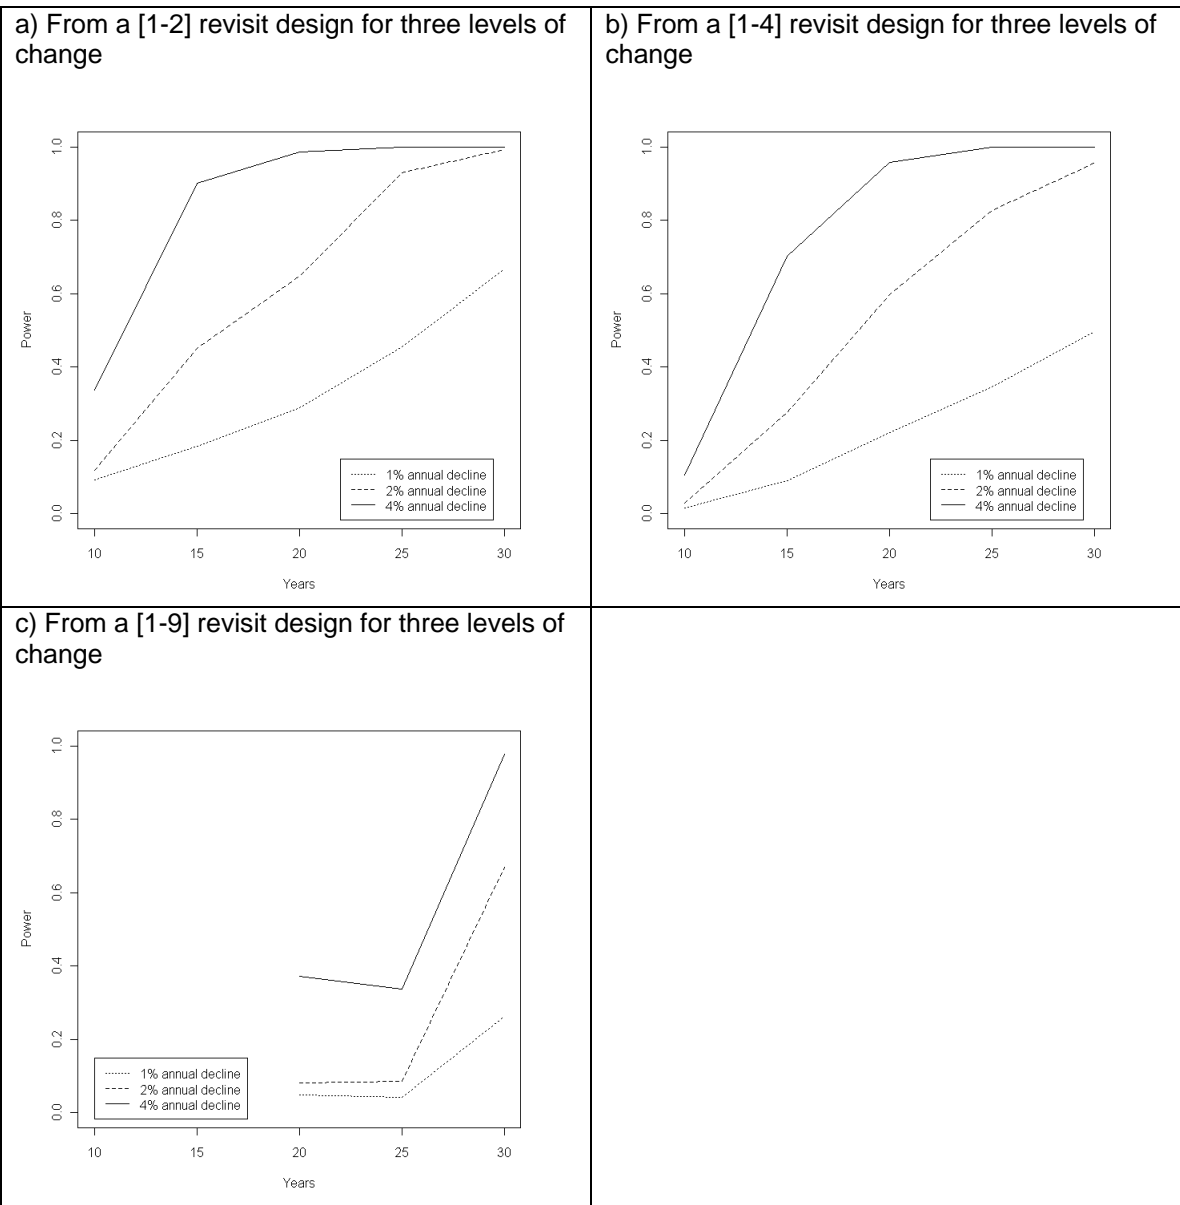 a) From a [1-2] revisit design for three levels of
change
1.0
0.8
0.6
0.4
0.2
0.0
Power
10 15 20 25 30
Years
1% annual decline
2% annual decline
4% annual decline
b) From a [1-4] revisit design for three levels of
change
1.0
0.8
0.6
0.4
0.2
0.0
Power
10 15 20 25 30
Years
1% annual decline
2% annual decline
4% annual decline
c) From a [1-9] revisit design for three levels of
change
1.0
0.8
0.6
0.4
0.2
0.0
Power
10 15 20 25 30
Years
1% annual decline
2% annual decline
4% annual decline